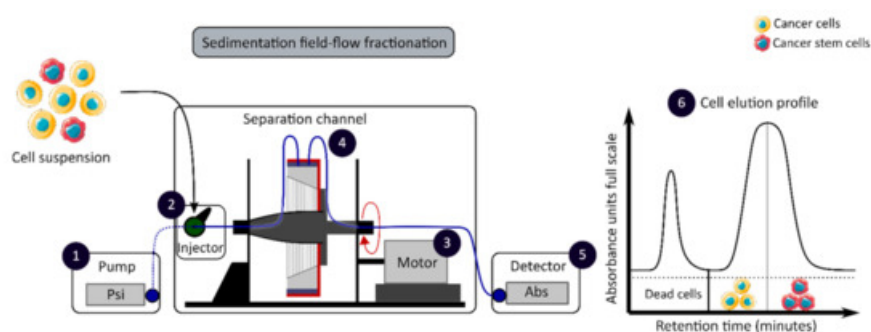 Sedimentation field-flow fractionation
Cancer cells
Cancer stem cells
Cell suspension
Separation channel
4
2
Injector
1
Pump
Psi
3
Motor
Detector
5
Abs
6
Cell elution profile
Absorbance units full scale
Dead cells
Retention time (minutes)